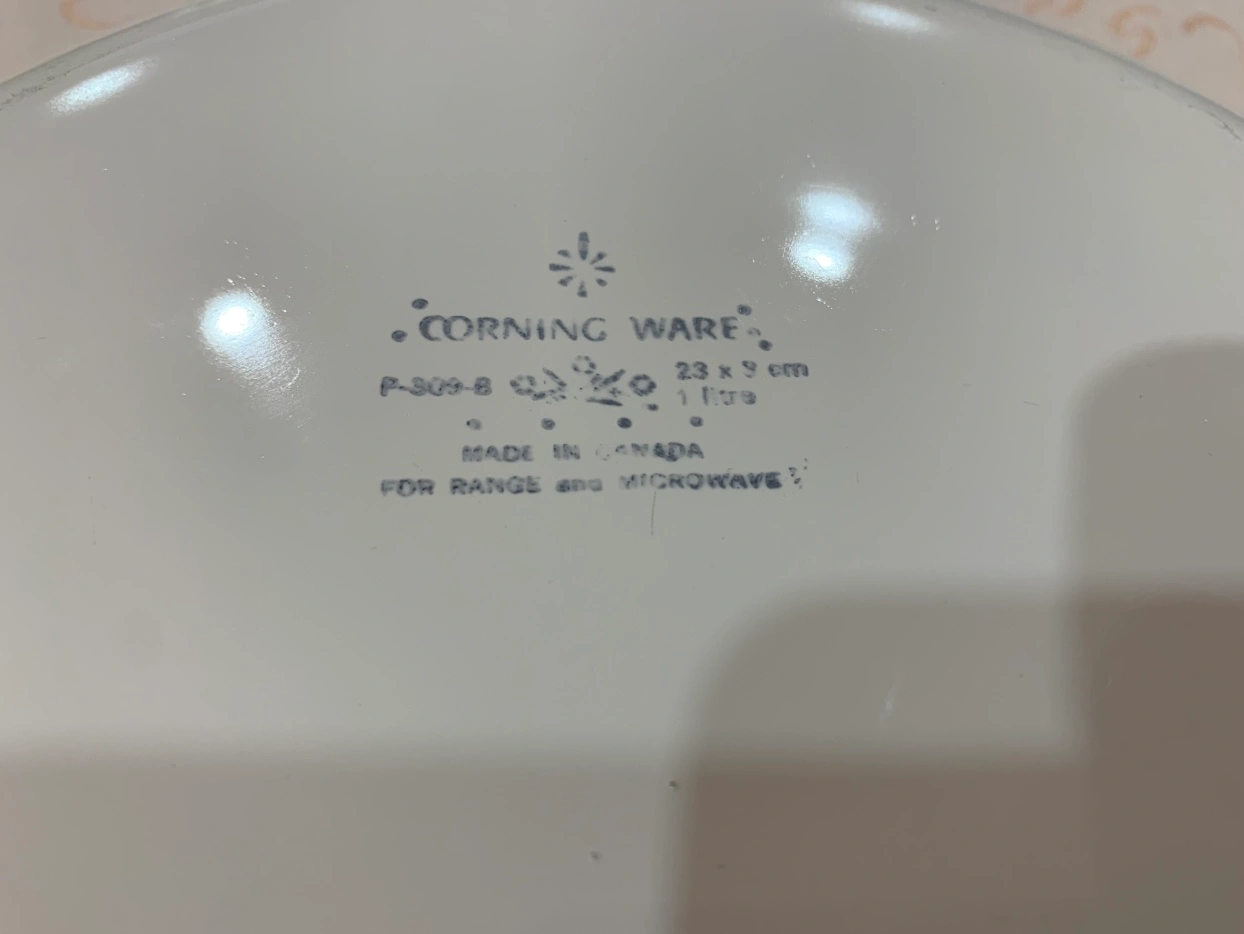 CORNING WARE
P-309-B 23 x 9 cm
1 litre
MADE IN CANADA
FOR RANGE and MICROWAVE